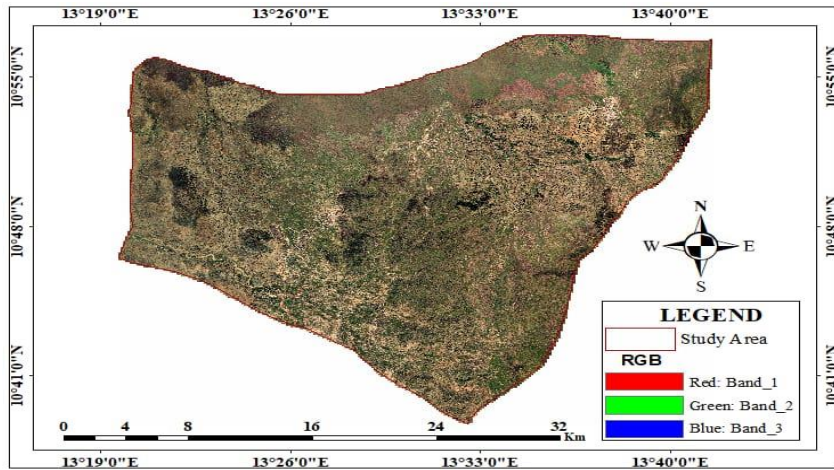 13°19'0"E 13°26'0"E 13°33'0"E 13°40'0"E
10°55'0"N 10°55'0"N
10°48'0"N 10°48'0"N
10°41'0"N 10°41'0"N
N
W E
S
LEGEND
Study Area
RGB
Red: Band_1
Green: Band_2
Blue: Band_3
0 4 8 16 24 32
Km
13°19'0"E 13°26'0"E 13°33'0"E 13°40'0"E